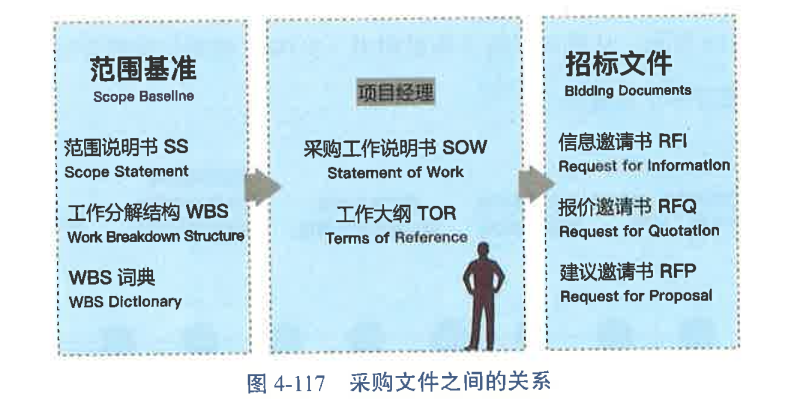 范围基准
Scope Baseline
范围说明书 SS
Scope Statement
工作分解结构 WBS
Work Breakdown Structure
WBS 词典
WBS Dictionary
项目经理
采购工作说明书 SOW
Statement of Work
工作大纲 TOR
Terms of Reference
招标文件
Bidding Documents
信息邀请书 RFI
Request for Information
报价邀请书 RFQ
Request for Quotation
建议邀请书 RFP
Request for Proposal
图 4-117 采购文件之间的关系